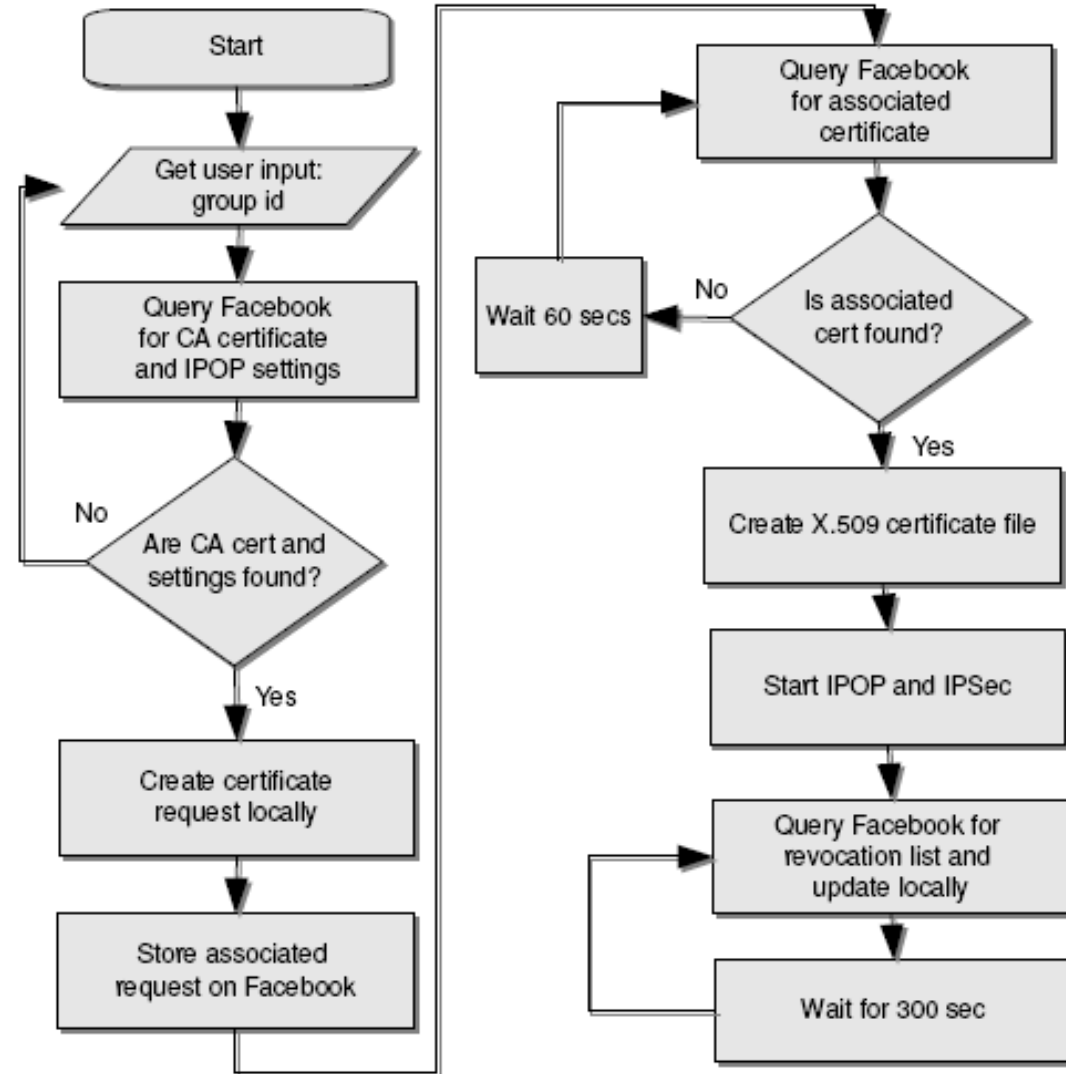 Start
Get user input:
group id
Query Facebook
for CA certificate
and IPOP settings
No
Are CA cert and
settings found?
Yes
Create certificate
request locally
Store associated
request on Facebook
Query Facebook
for associated
certificate
Wait 60 secs
No
Is associated
cert found?
Yes
Create X.509 certificate file
Start IPOP and IPSec
Query Facebook for
revocation list and
update locally
Wait for 300 sec